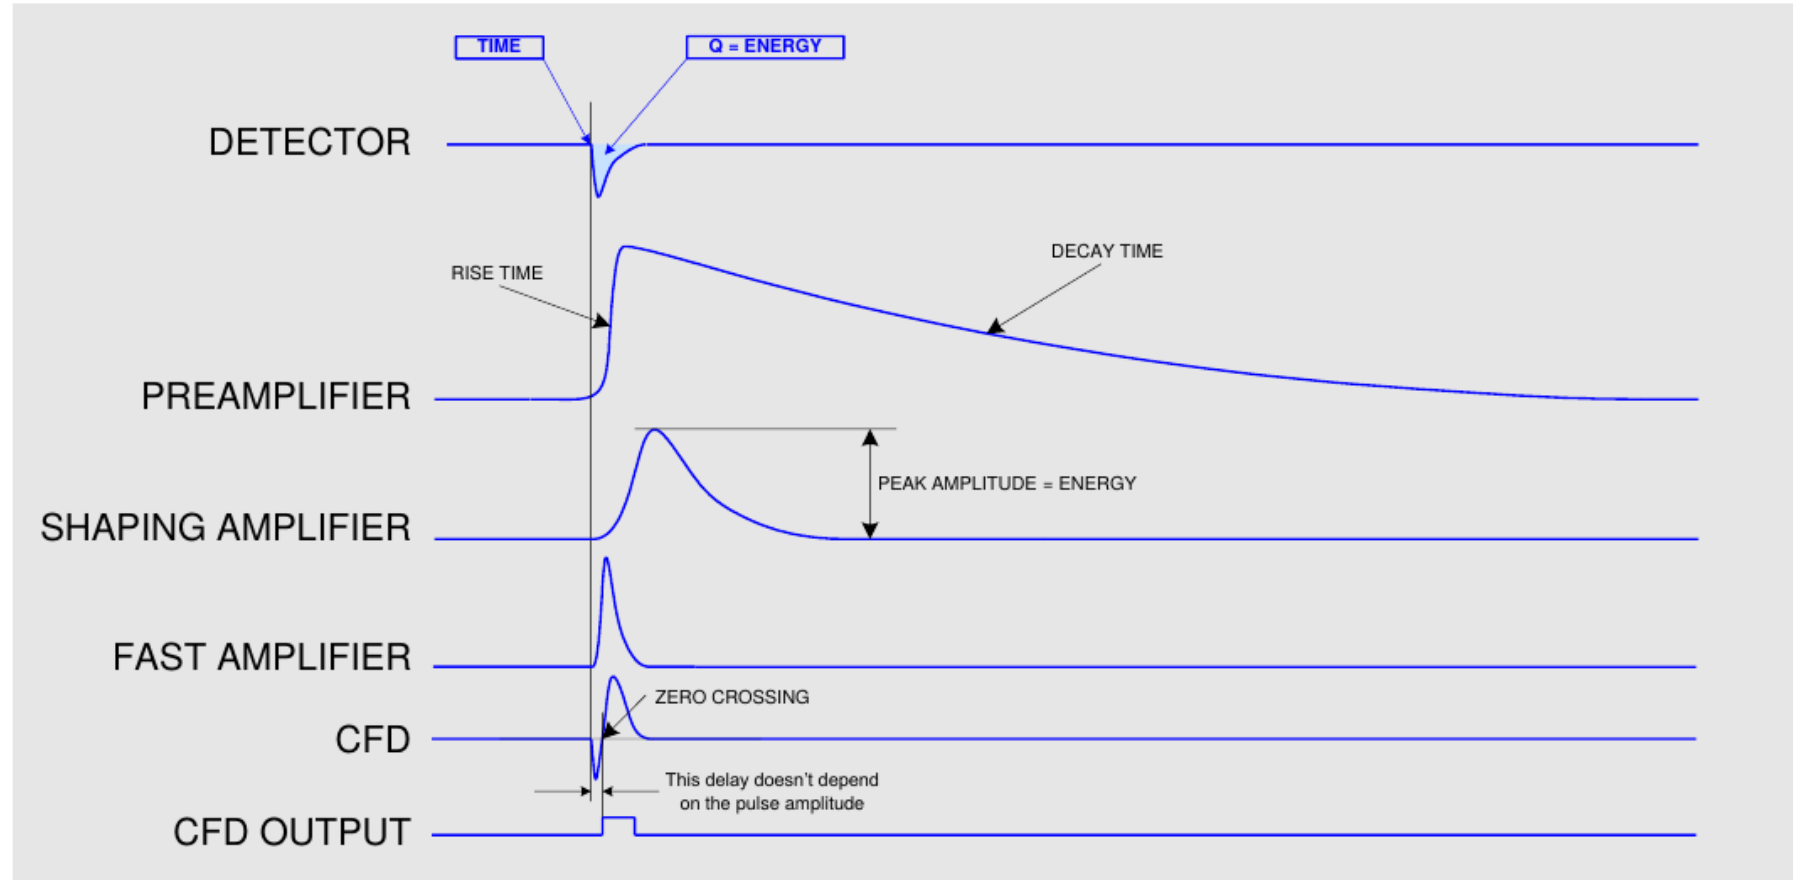 TIME
Q = ENERGY
DETECTOR
DECAY TIME
RISE TIME
PREAMPLIFIER
PEAK AMPLITUDE = ENERGY
SHAPING AMPLIFIER
FAST AMPLIFIER
ZERO CROSSING
CFD
This delay doesn't depend
on the pulse amplitude
CFD OUTPUT